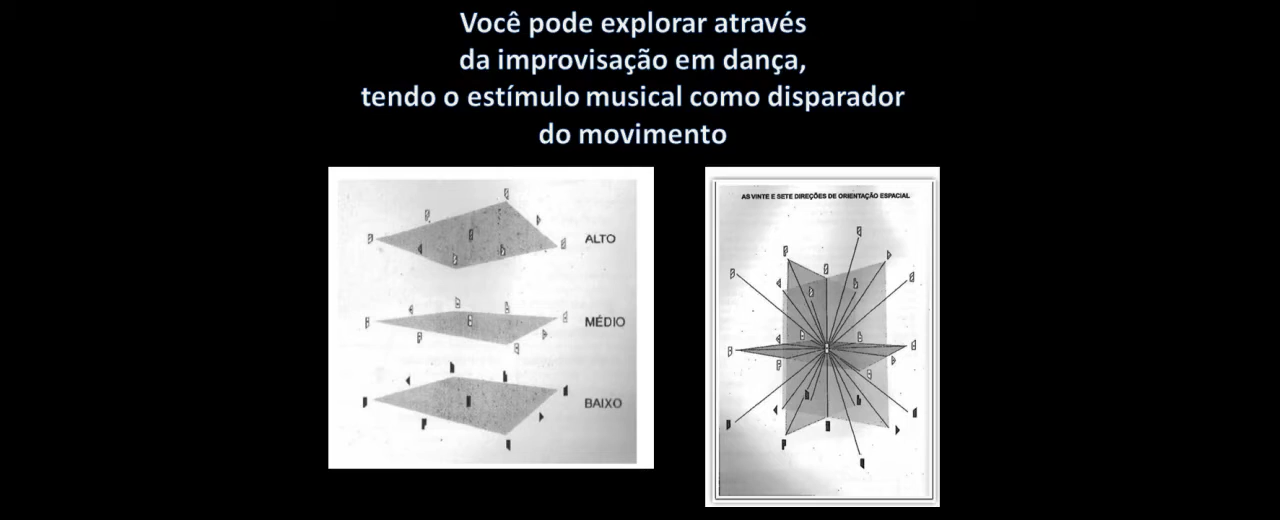 Você pode explorar através
da improvisação em dança,
tendo o estímulo musical como disparador
do movimento
ALTO
MÉDIO
BAIXO
AS VINTE E SETE DIREÇÕES DE ORIENTAÇÃO ESPACIAL